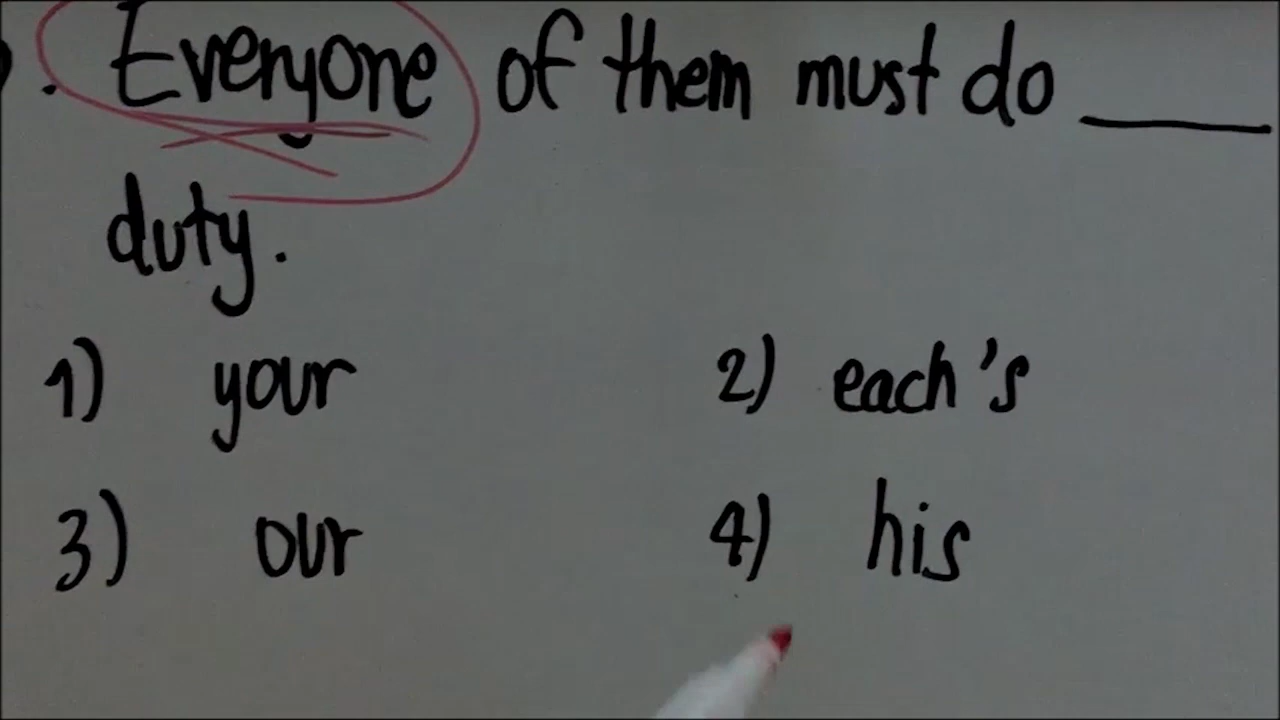 . Everyone of them must do ____
duty.
1) your 2) each's
3) our 4) his